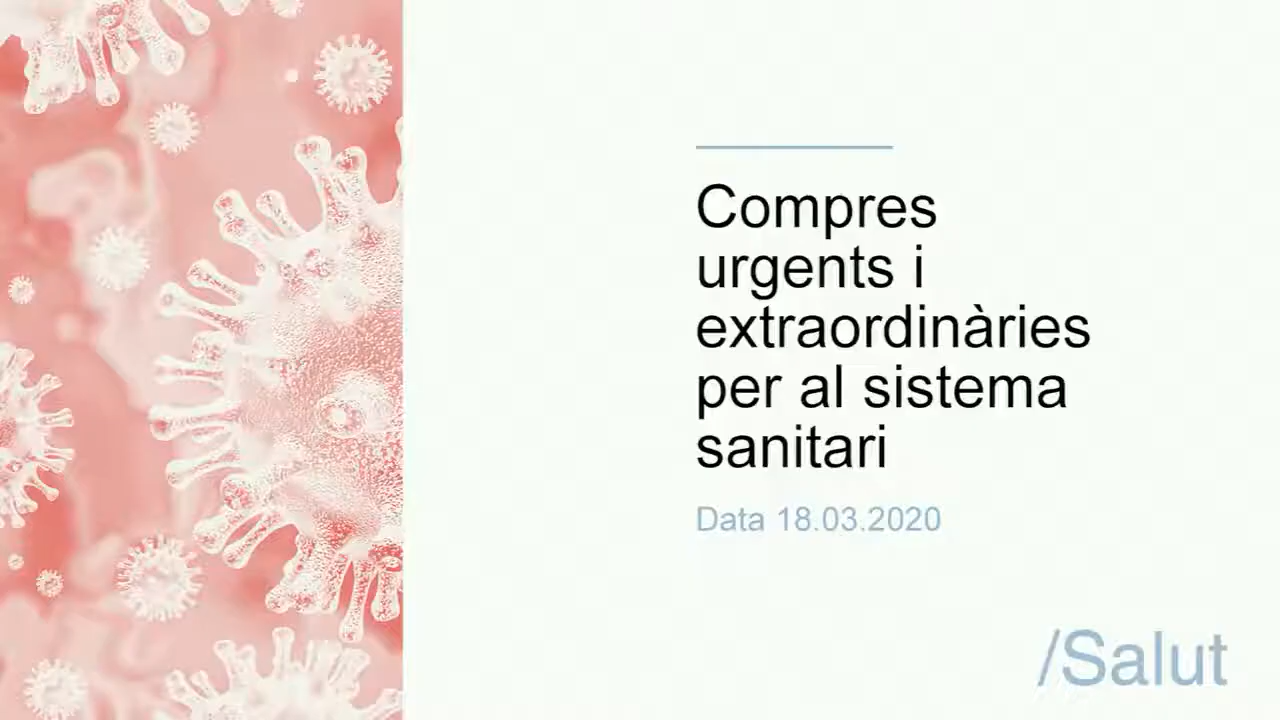 Compres
urgents i
extraordinàries
per al sistema
sanitari
Data 18.03.2020
/Salut